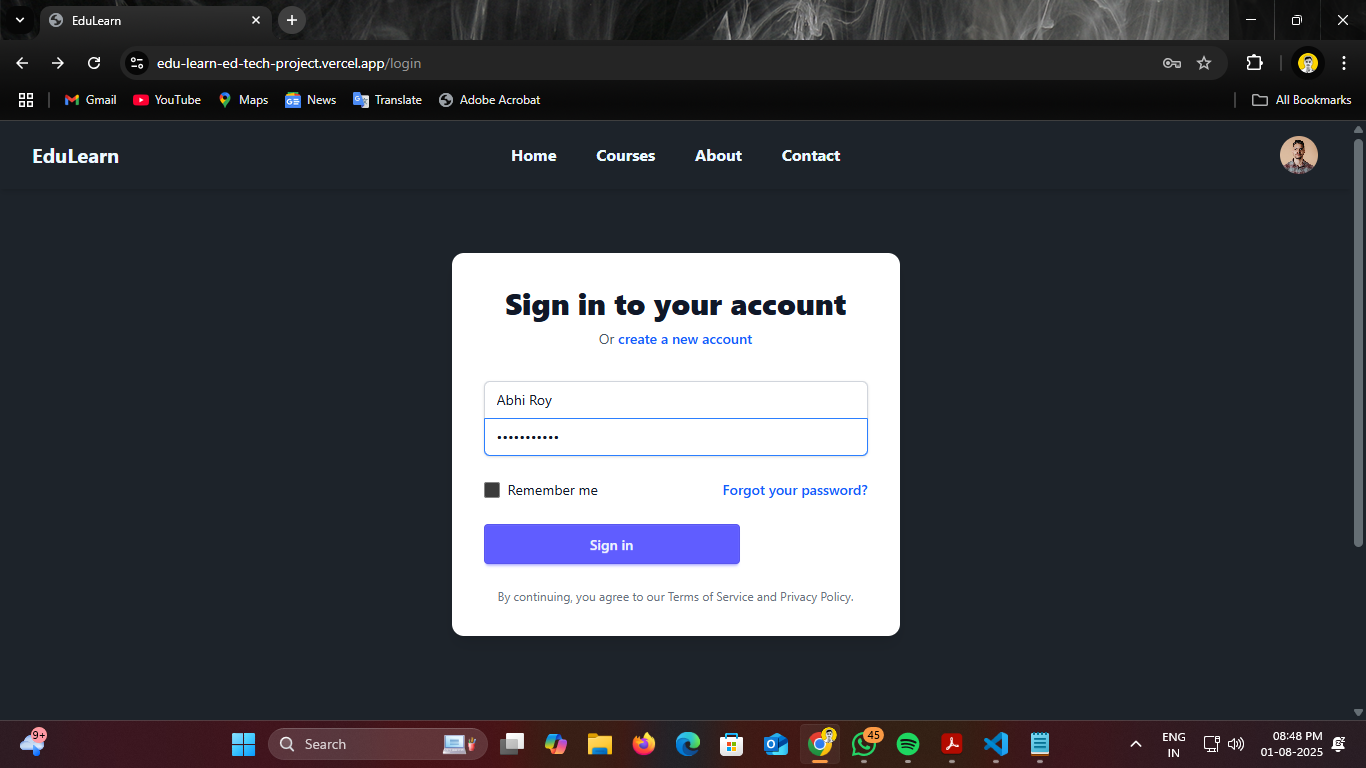 EduLearn
edu-learn-ed-tech-project.vercel.app/login
Gmail YouTube Maps News Translate Adobe Acrobat All Bookmarks
EduLearn Home Courses About Contact
Sign in to your account
Or create a new account
Abhi Roy
•••••••••••
Remember me Forgot your password?
Sign in
By continuing, you agree to our Terms of Service and Privacy Policy.
9+ Search 45 ENG 08:48 PM
IN 01-08-2025